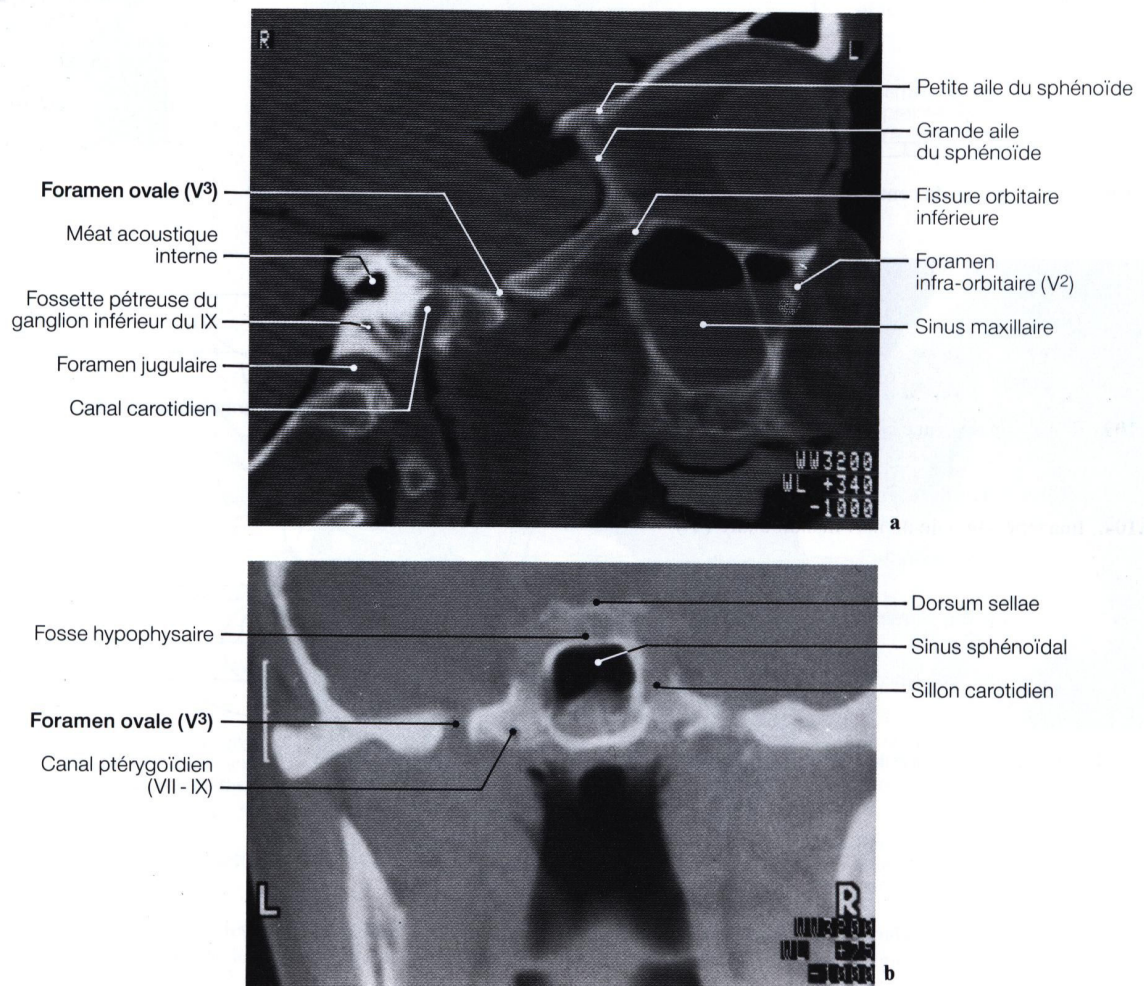 R
L
Petite aile du sphénoïde
Grande aile
du sphénoïde
Foramen ovale (V3)
Fissure orbitaire
inférieure
Méat acoustique
interne
Foramen
infra-orbitaire (V2)
Fossette pétreuse du
ganglion inférieur du IX
Sinus maxillaire
Foramen jugulaire
Canal carotidien
WW3200
WL +340
-1000
a
Dorsum sellae
Fosse hypophysaire
Sinus sphénoïdal
Sillon carotidien
Foramen ovale (V3)
Canal ptérygoïdien
(VII - IX)
L
R
WW3200
-1000
b